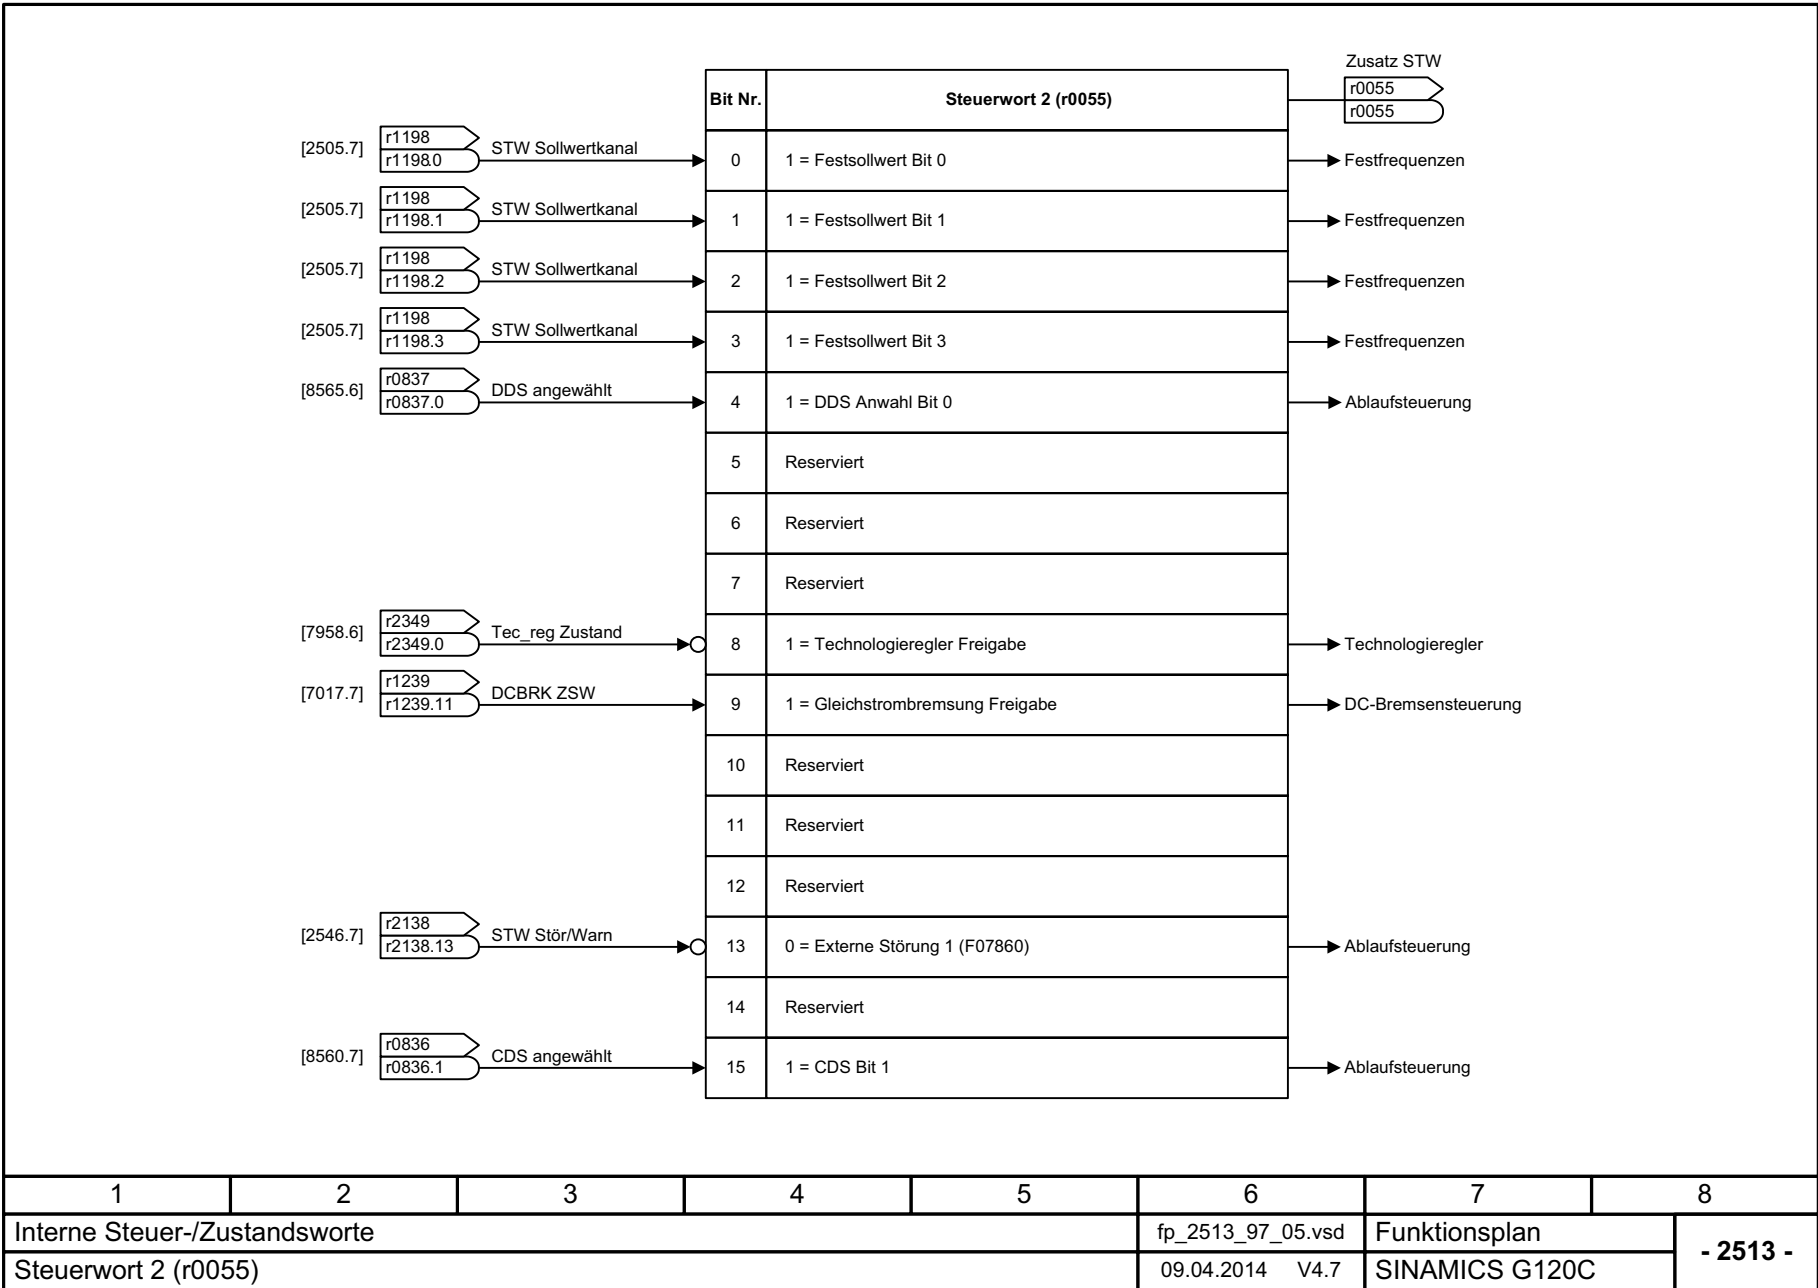 Zusatz STW
Bit Nr. Steuerwort 2 (r0055) r0055
r0055
[2505.7] r1198 STW Sollwertkanal
r1198.0 0 1 = Festsollwert Bit 0 Festfrequenzen
[2505.7] r1198 STW Sollwertkanal
r1198.1 1 1 = Festsollwert Bit 1 Festfrequenzen
[2505.7] r1198 STW Sollwertkanal
r1198.2 2 1 = Festsollwert Bit 2 Festfrequenzen
[2505.7] r1198 STW Sollwertkanal
r1198.3 3 1 = Festsollwert Bit 3 Festfrequenzen
[8565.6] r0837 DDS angewählt
r0837.0 4 1 = DDS Anwahl Bit 0 Ablaufsteuerung
5 Reserviert
6 Reserviert
7 Reserviert
[7958.6] r2349 Tec_reg Zustand
r2349.0 8 1 = Technologieregler Freigabe Technologieregler
[7017.7] r1239 DCBRK ZSW
r1239.11 9 1 = Gleichstrombremsung Freigabe DC-Bremsensteuerung
10 Reserviert
11 Reserviert
12 Reserviert
[2546.7] r2138 STW Stör/Warn
r2138.13 13 0 = Externe Störung 1 (F07860) Ablaufsteuerung
14 Reserviert
[8560.7] r0836 CDS angewählt
r0836.1 15 1 = CDS Bit 1 Ablaufsteuerung
1 2 3 4 5 6 7 8
Interne Steuer-/Zustandsworte fp_2513_97_05.vsd Funktionsplan - 2513 -
Steuerwort 2 (r0055) 09.04.2014 V4.7 SINAMICS G120C